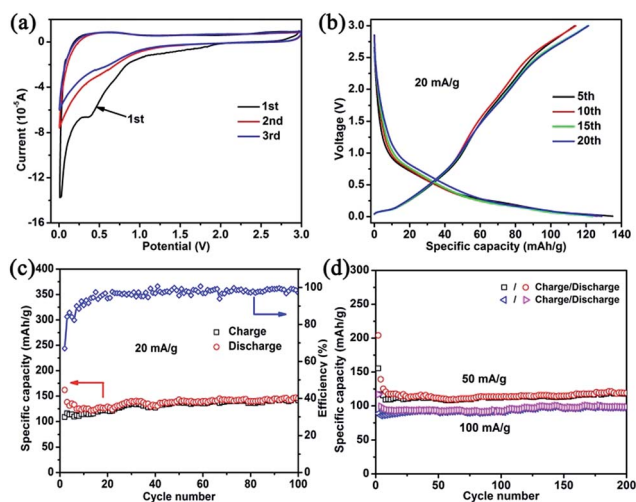 (a)
Current (10⁻⁵A)
4
0
-4
-8
-12
-16
1st
1st
2nd
3rd
0.0 0.5 1.0 1.5 2.0 2.5 3.0
Potential (V)
(b)
Voltage (V)
3.0
2.5
2.0
1.5
1.0
0.5
0.0
20 mA/g
5th
10th
15th
20th
0 20 40 60 80 100 120 140
Specific capacity (mAh/g)
(c)
Specific capacity (mAh/g)
400
350
300
250
200
150
100
50
0
20 mA/g
Charge
Discharge
100
80
60
40
20
0
Efficiency (%)
0 20 40 60 80 100
Cycle number
(d)
Specific capacity (mAh/g)
300
250
200
150
100
50
0
/ Charge/Discharge
/ Charge/Discharge
50 mA/g
100 mA/g
0 50 100 150 200
Cycle number